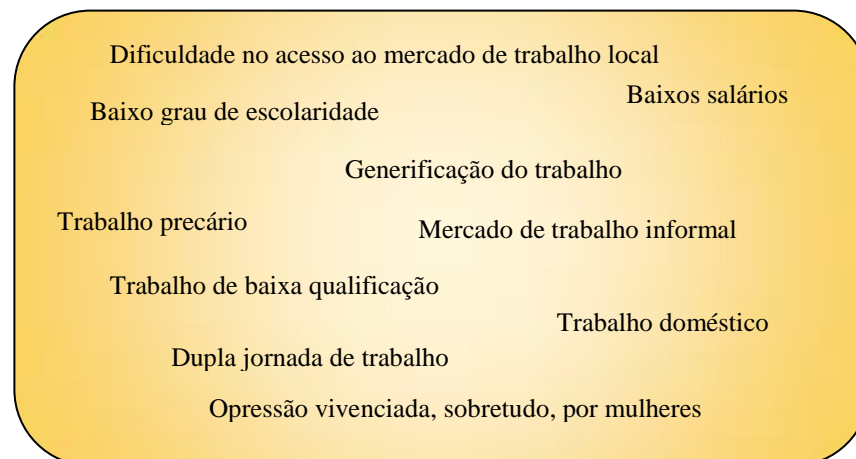 Dificuldade no acesso ao mercado de trabalho local
Baixos salários
Baixo grau de escolaridade
Generificação do trabalho
Trabalho precário
Mercado de trabalho informal
Trabalho de baixa qualificação
Trabalho doméstico
Dupla jornada de trabalho
Opressão vivenciada, sobretudo, por mulheres